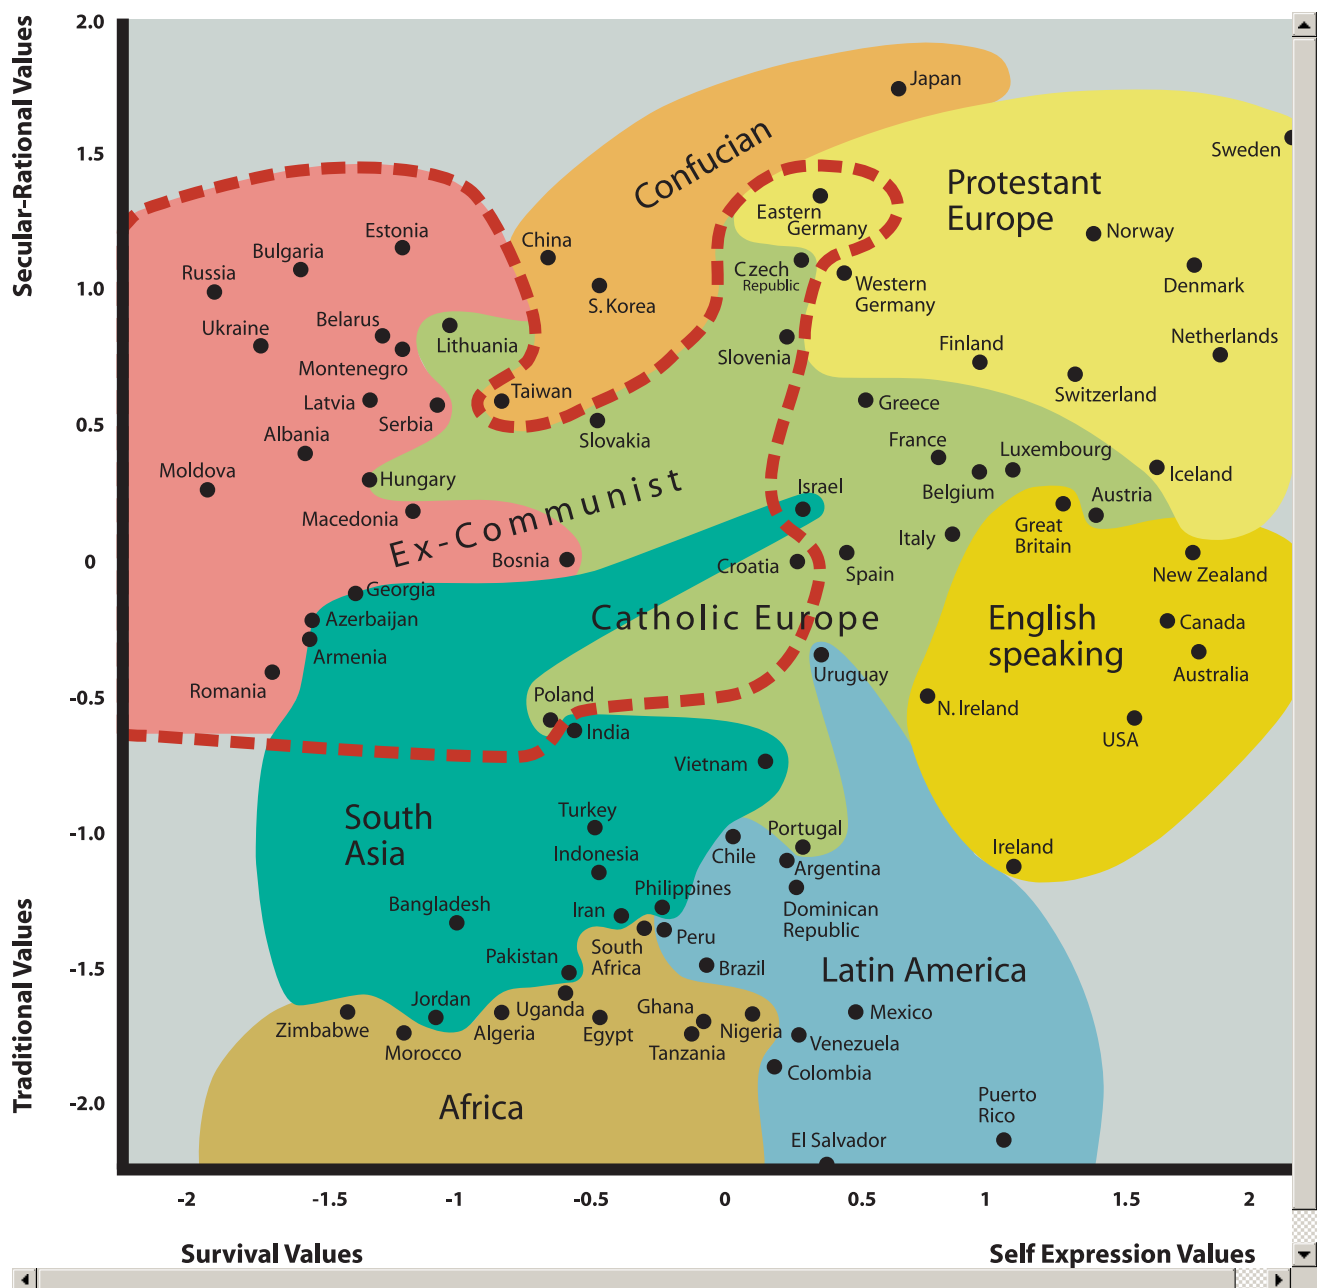 2.0
Secular-Rational Values
Japan
Confucian
1.5
Sweden
Protestant
Europe
Eastern
Germany
Norway
Estonia
China
Bulgaria
Russia
Czech
Republic
Western
Germany
Denmark
1.0
S. Korea
Ukraine
Belarus
Lithuania
Montenegro
Slovenia
Finland
Netherlands
Switzerland
Taiwan
Latvia
Serbia
Greece
0.5
Albania
Slovakia
France
Luxembourg
Moldova
Hungary
Belgium
Iceland
Austria
Israel
Macedonia
Ex-Communist
Great
Britain
Italy
0
Bosnia
Croatia
Spain
New Zealand
Georgia
Azerbaijan
Catholic Europe
English
speaking
Canada
Armenia
Uruguay
Australia
Romania
-0.5
Poland
India
N. Ireland
USA
Vietnam
South
Asia
Turkey
-1.0
Portugal
Chile
Ireland
Indonesia
Argentina
Philippines
Bangladesh
Iran
Dominican
Republic
Traditional Values
South
Africa
Peru
Pakistan
-1.5
Brazil
Latin America
Jordan
Uganda
Ghana
Mexico
Zimbabwe
Algeria
Egypt
Nigeria
Morocco
Tanzania
Venezuela
Colombia
-2.0
Africa
Puerto
Rico
El Salvador
-2 -1.5 -1 -0.5 0 0.5 1 1.5 2
Survival Values Self Expression Values